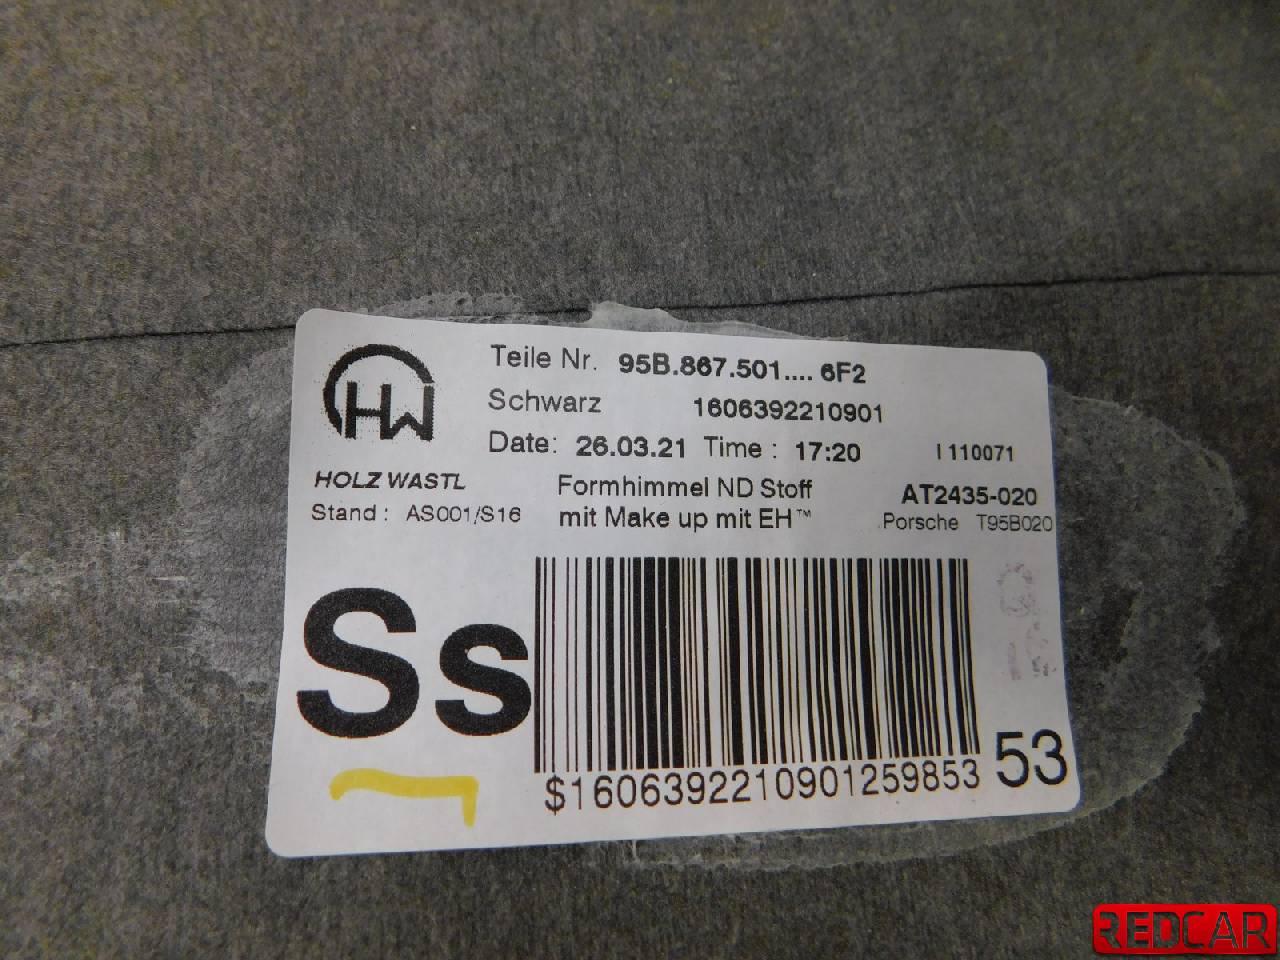 HW
Teile Nr. 95B.867.501.... 6F2
Schwarz 1606392210901
Date: 26.03.21 Time : 17:20 I 110071
HOLZ WASTL Formhimmel ND Stoff AT2435-020
Stand : AS001/S16 mit Make up mit EH™ Porsche T95B020
Ss
$1606392210901259853 53
REDCAR